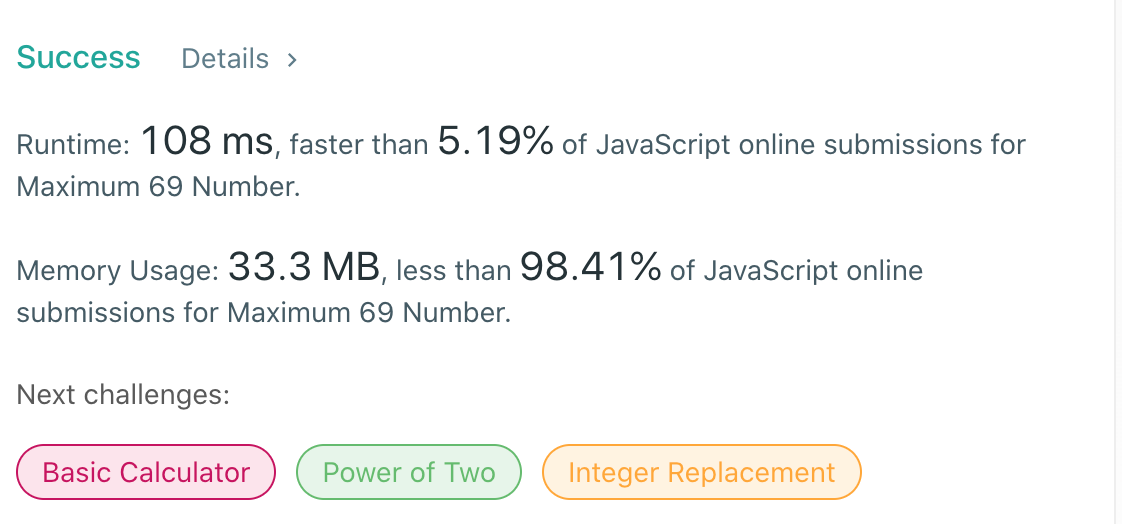 Success Details >
Runtime: 108 ms, faster than 5.19% of JavaScript online submissions for
Maximum 69 Number.
Memory Usage: 33.3 MB, less than 98.41% of JavaScript online
submissions for Maximum 69 Number.
Next challenges:
Basic Calculator Power of Two Integer Replacement